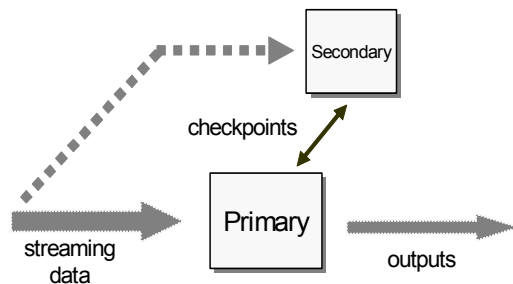 Secondary
checkpoints
Primary
streaming
data
outputs